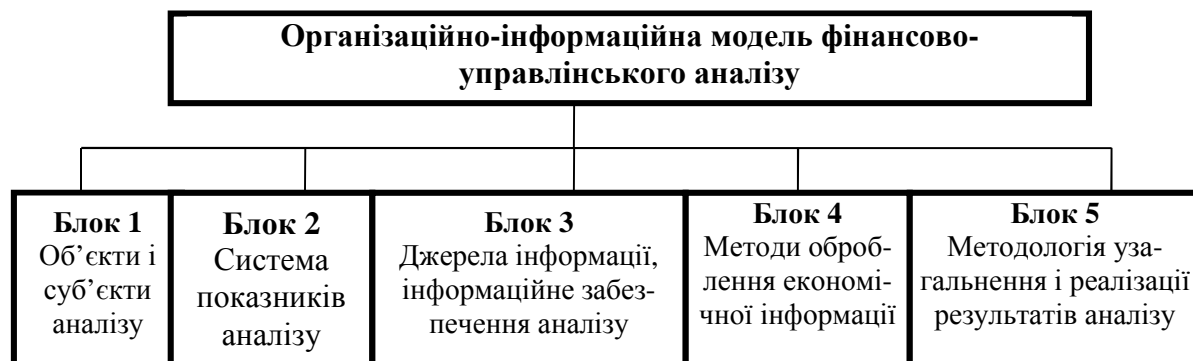 Організаційно-інформаційна модель фінансово-
управлінського аналізу
Блок 1
Об’єкти і
суб’єкти
аналізу
Блок 2
Система
показників
аналізу
Блок 3
Джерела інформації,
інформаційне забез-
печення аналізу
Блок 4
Методи оброб-
лення економі-
чної інформації
Блок 5
Методологія уза-
гальнення і реалізації
результатів аналізу